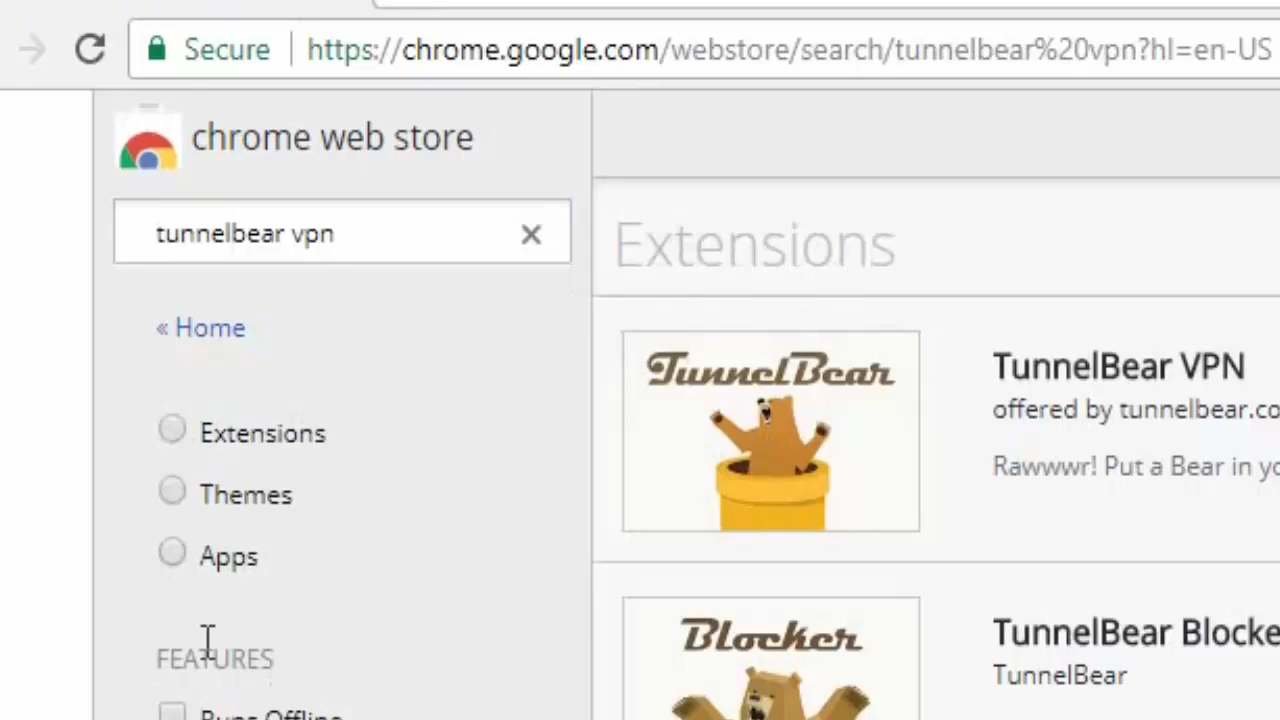 Secure https://chrome.google.com/webstore/search/tunnelbear%20vpn?hl=en-US
chrome web store
tunnelbear vpn
« Home
Extensions
Themes
Apps
FEATURES
Runs Offline
Extensions
TunnelBear
TunnelBear VPN
offered by tunnelbear.co
Rawwwr! Put a Bear in yo
Blocker
TunnelBear Blocke
TunnelBear